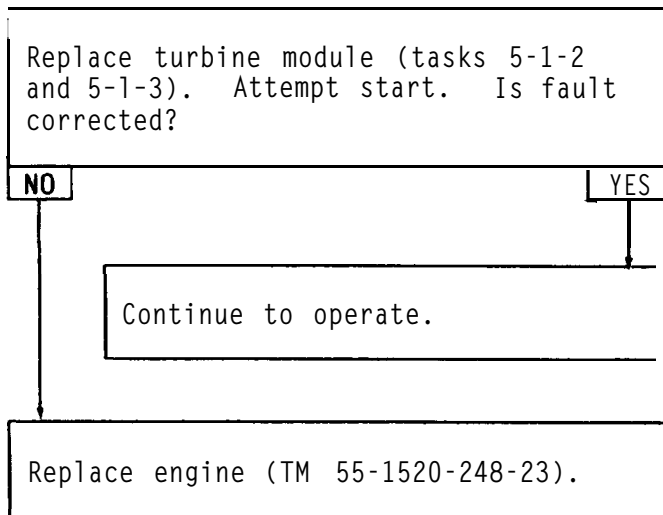 Replace turbine module (tasks 5-1-2
and 5-1-3). Attempt start. Is fault
corrected?
NO
YES
Continue to operate.
Replace engine (TM 55-1520-248-23).